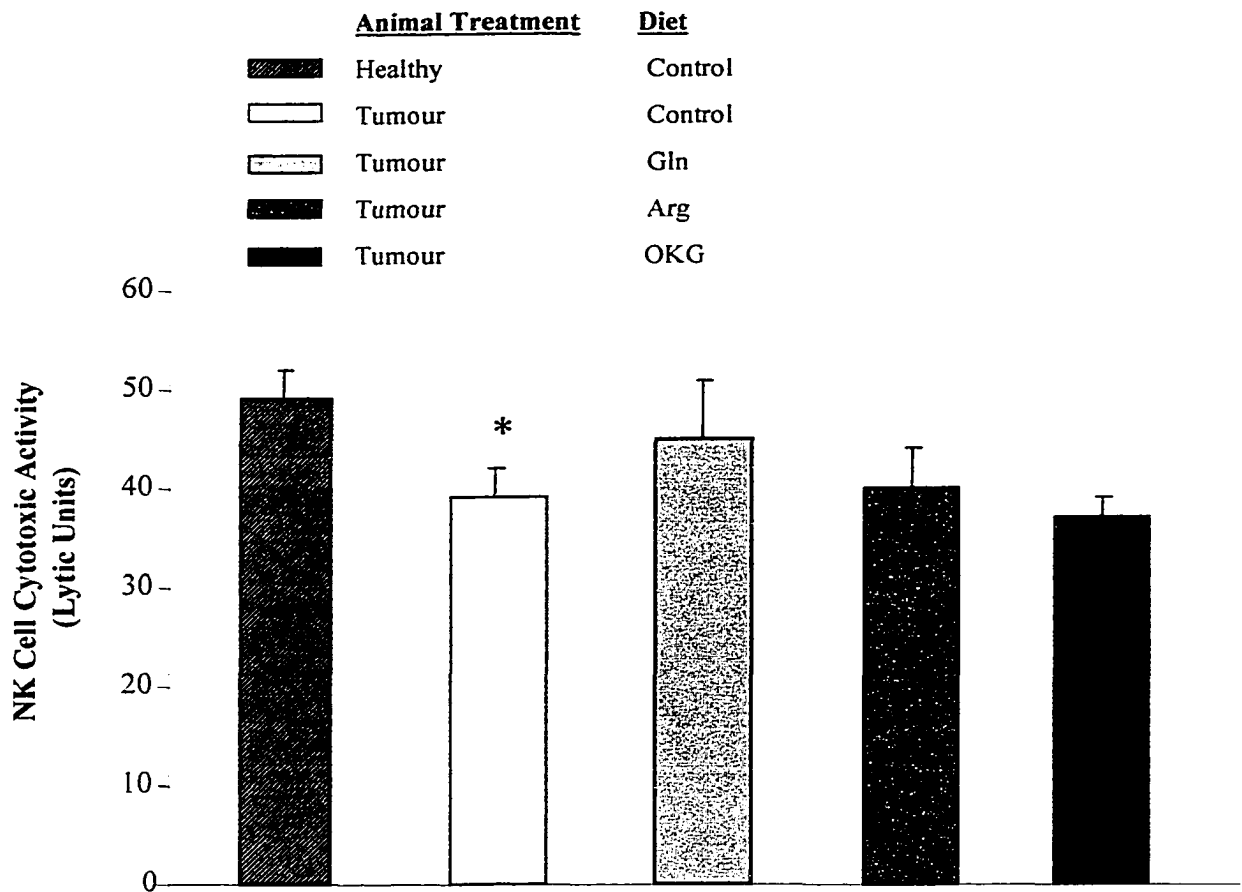 Animal Treatment Diet
Healthy Control
Tumour Control
Tumour Gln
Tumour Arg
Tumour OKG
60
50
*
40
30
20
10
0
NK Cell Cytotoxic Activity
(Lytic Units)